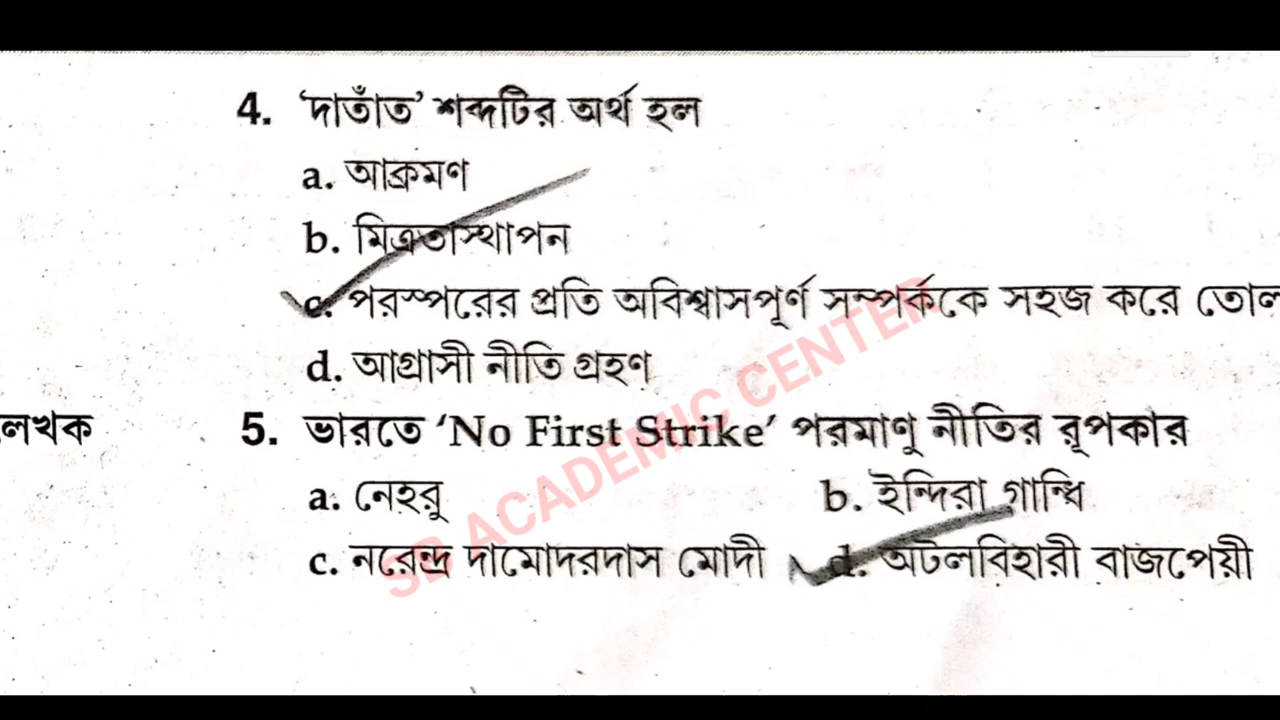 4. 'দাতাঁত' শব্দটির অর্থ হল
a. আক্রমণ
b. মিত্রতাস্থাপন
c. পরস্পরের প্রতি অবিশ্বাসপূর্ণ সম্পর্ককে সহজ করে তোল
d. আগ্রাসী নীতি গ্রহণ
লখক
5. ভারতে 'No First Strike' পরমাণু নীতির রূপকার
a. নেহরু b. ইন্দিরা গান্ধি
c. নরেন্দ্র দামোদরদাস মোদী d. অটলবিহারী বাজপেয়ী
SB ACADEMIC CENTER